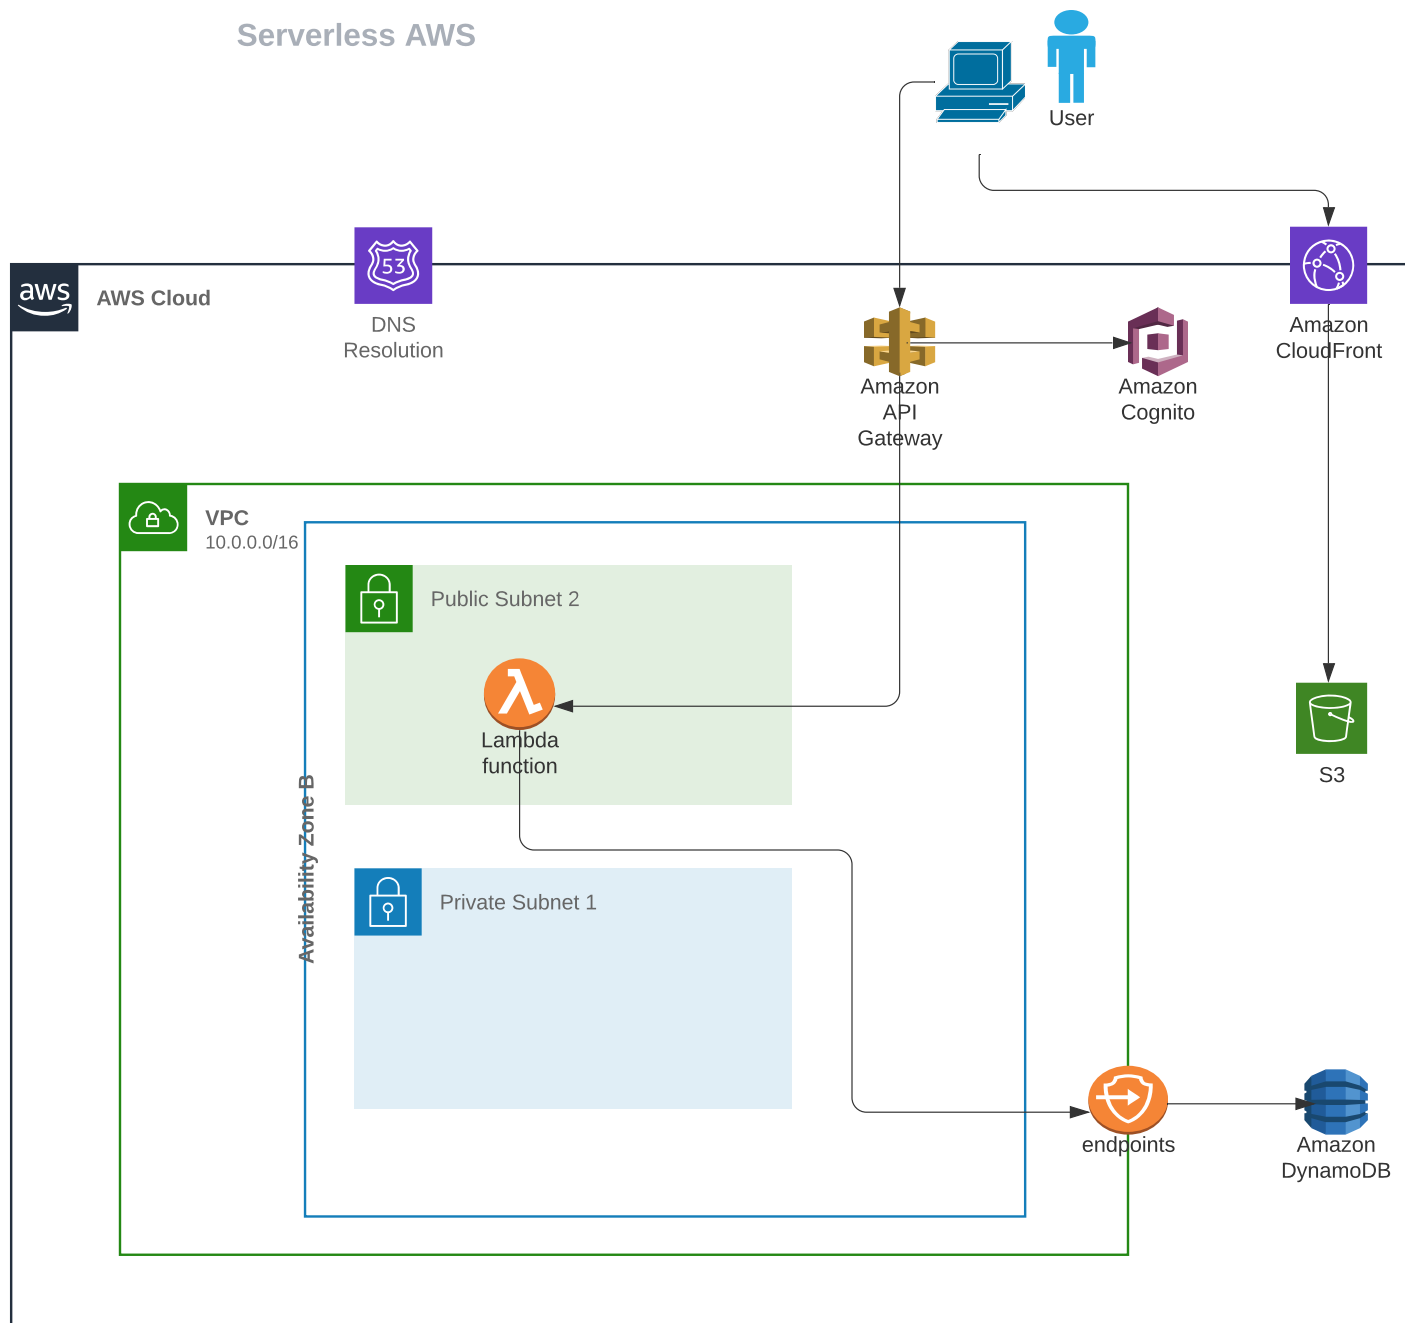 Serverless AWS
User
53
aws
AWS Cloud
DNS
Resolution
Amazon
API
Gateway
Amazon
Cognito
Amazon
CloudFront
VPC
10.0.0.0/16
Public Subnet 2
Lambda
function
S3
Availability Zone B
Private Subnet 1
endpoints
Amazon
DynamoDB